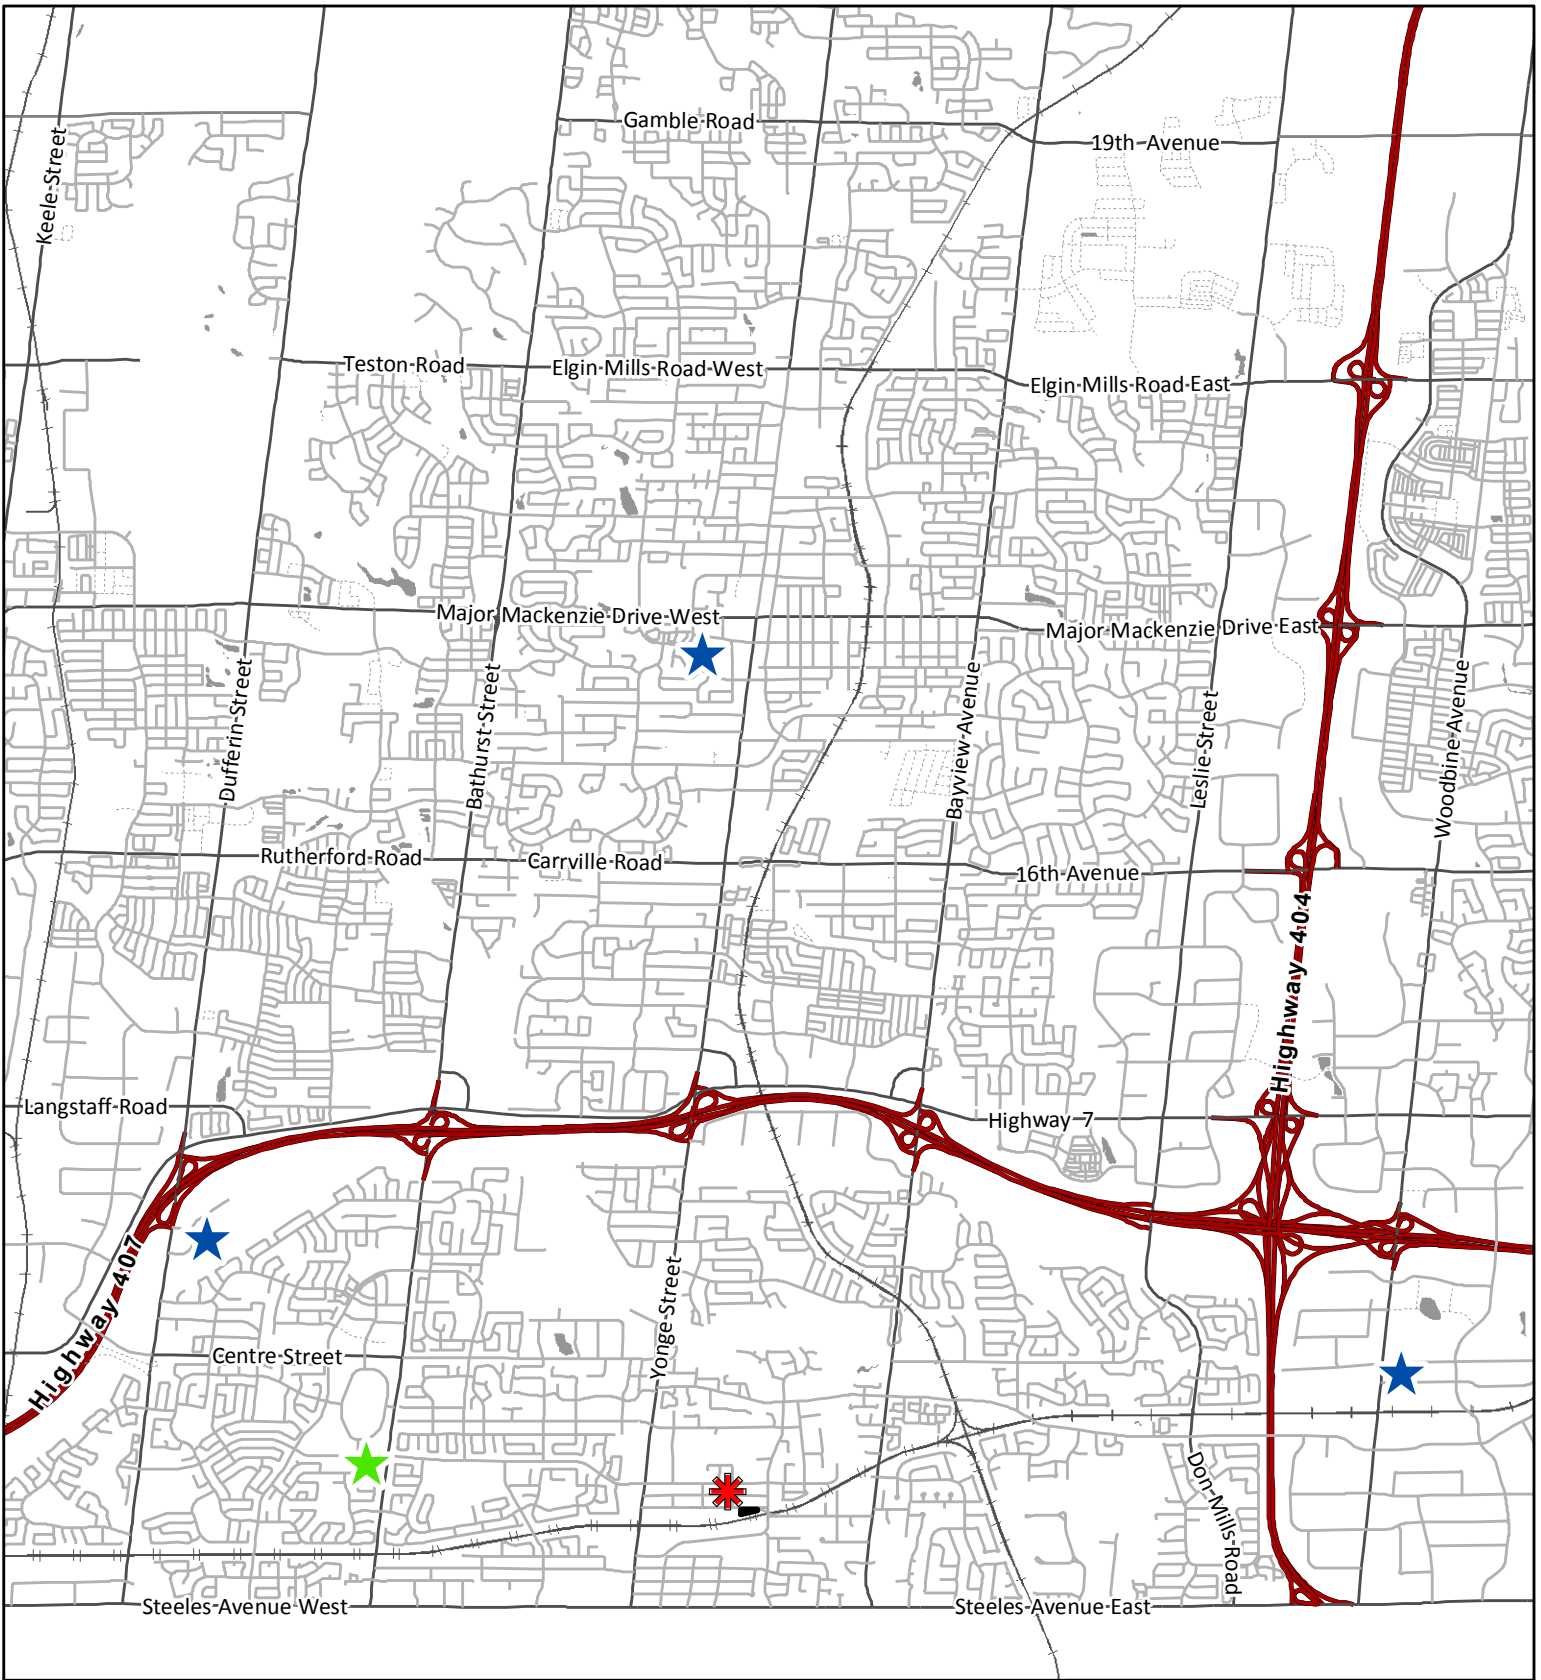 Gamble Road
19th Avenue
Keele Street
Teston Road
Elgin Mills Road West
Elgin Mills Road East
Major Mackenzie Drive West
Major Mackenzie Drive East
Dufferin Street
Bathurst Street
Bayview Avenue
Leslie Street
Woodbine Avenue
Rutherford Road
Carrville Road
16th Avenue
Highway 404
Langstaff Road
Highway 7
Highway 407
Yonge Street
Centre Street
Don Mills Road
Steeles Avenue West
Steeles Avenue East